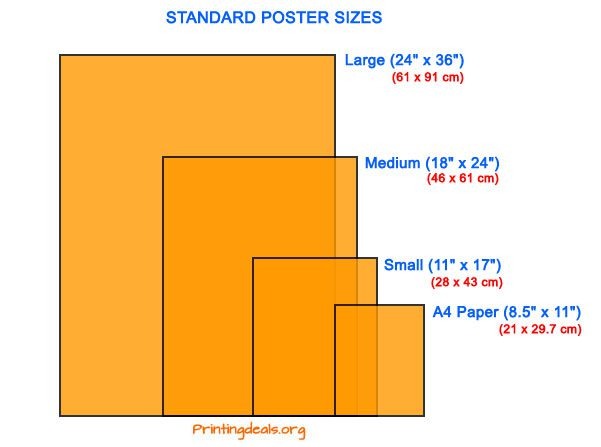 STANDARD POSTER SIZES
Large (24" x 36")
(61 x 91 cm)
Medium (18" x 24")
(46 x 61 cm)
Small (11" x 17")
(28 x 43 cm)
A4 Paper (8.5" x 11")
(21 x 29.7 cm)
Printingdeals.org